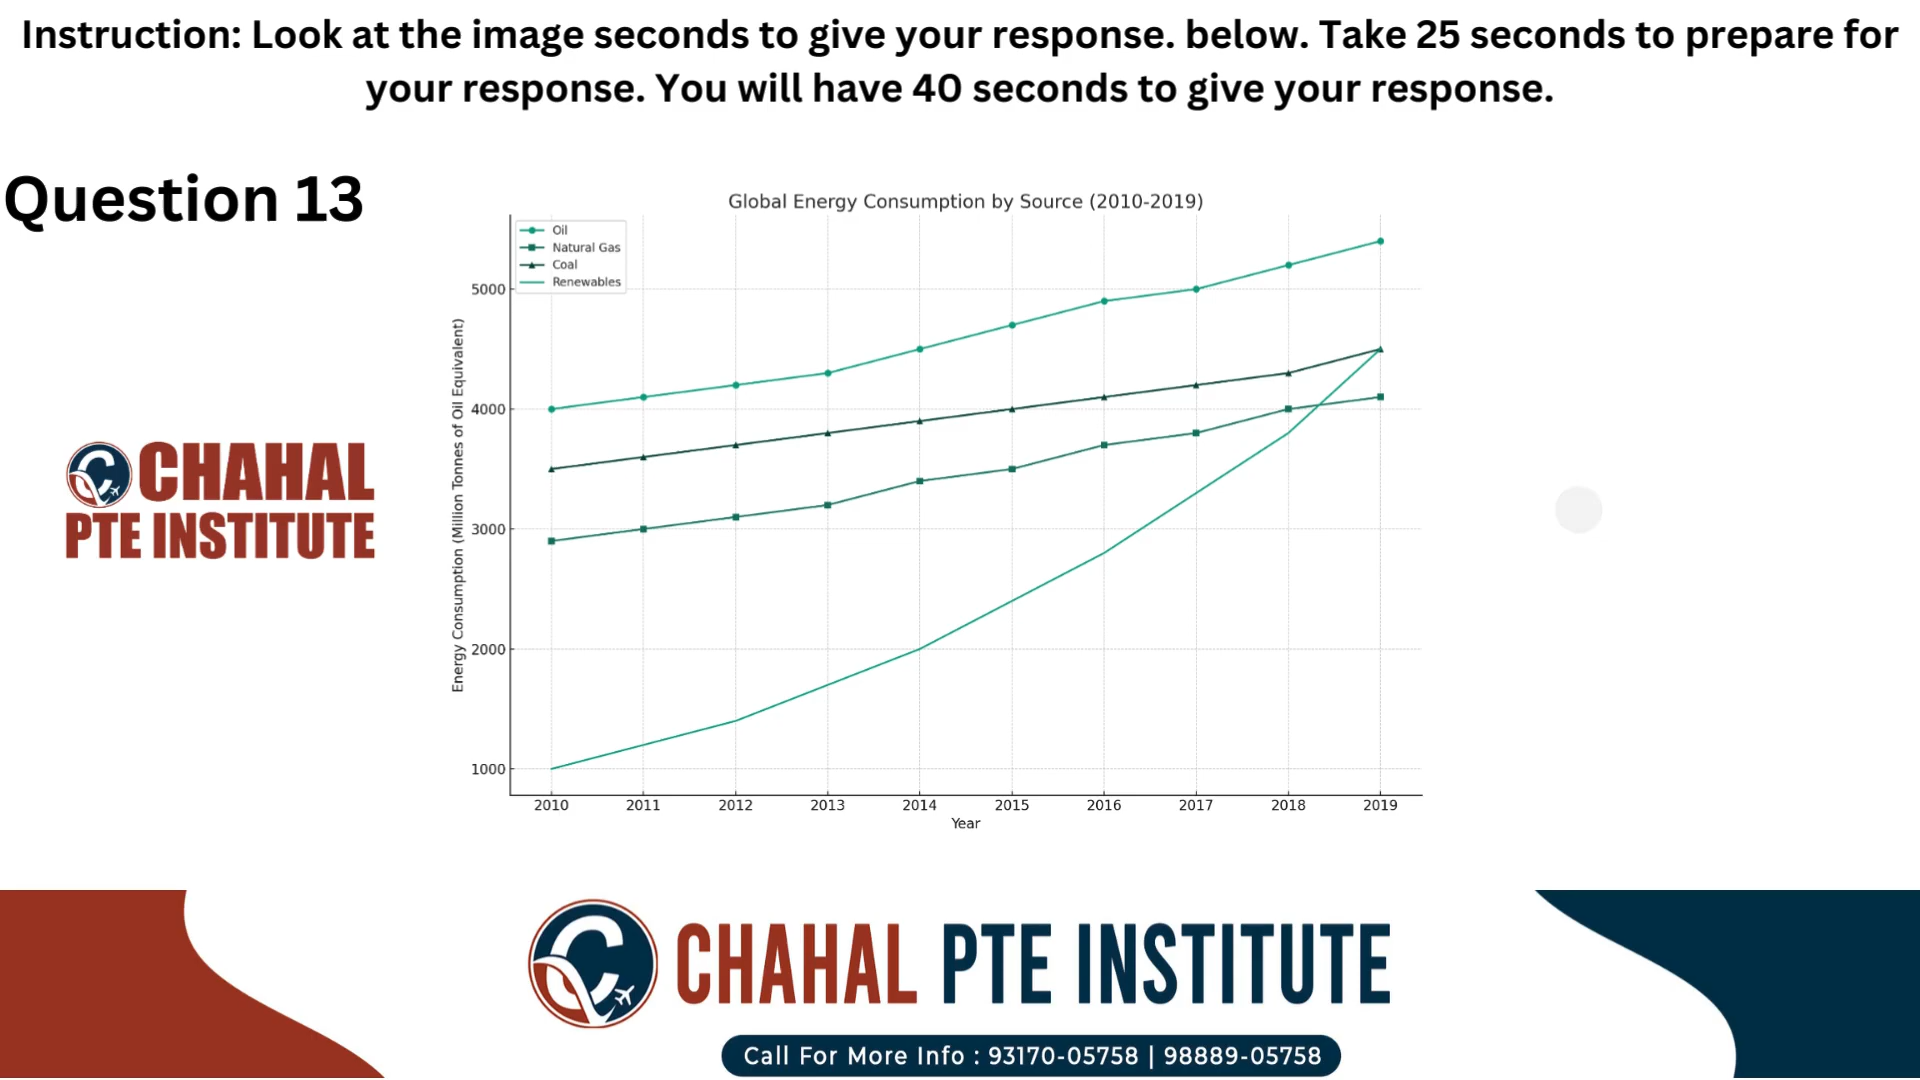 Instruction: Look at the image seconds to give your response. below. Take 25 seconds to prepare for
your response. You will have 40 seconds to give your response.
Question 13
Global Energy Consumption by Source (2010-2019)
Oil
Natural Gas
Coal
Renewables
Energy Consumption (Million Tonnes of Oil Equivalent)
5000
4000
3000
2000
1000
2010 2011 2012 2013 2014 2015 2016 2017 2018 2019
Year
CHAHAL
PTE INSTITUTE
CHAHAL PTE INSTITUTE
Call For More Info : 93170-05758 | 98889-05758